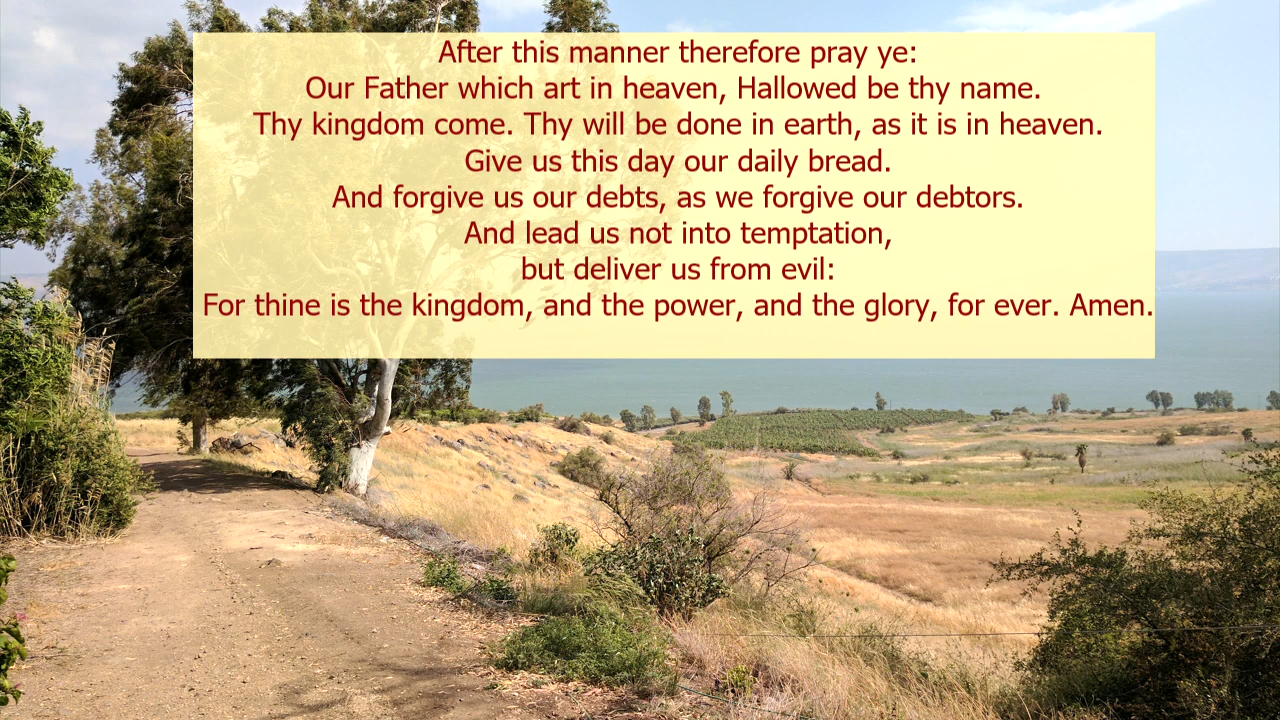 After this manner therefore pray ye:
Our Father which art in heaven, Hallowed be thy name.
Thy kingdom come. Thy will be done in earth, as it is in heaven.
Give us this day our daily bread.
And forgive us our debts, as we forgive our debtors.
And lead us not into temptation,
but deliver us from evil:
For thine is the kingdom, and the power, and the glory, for ever. Amen.